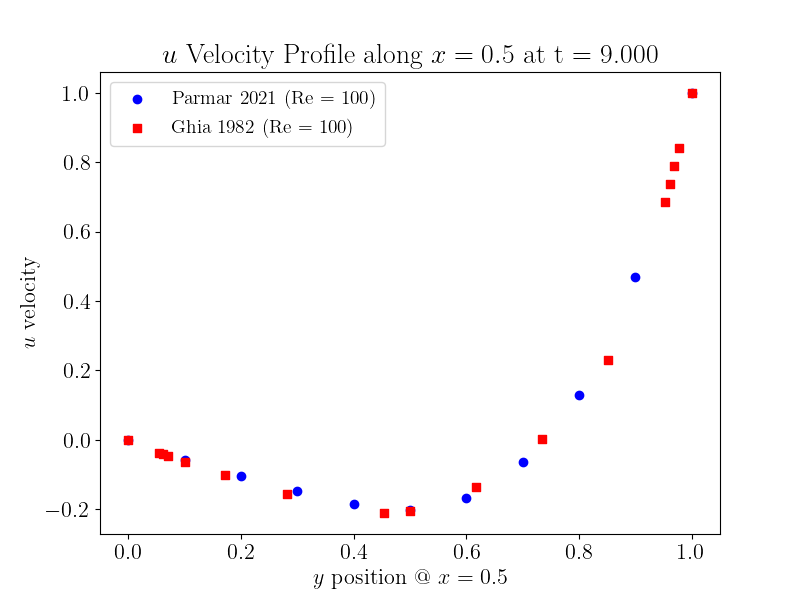 u Velocity Profile along x = 0.5 at t = 9.000
Parmar 2021 (Re = 100)
Ghia 1982 (Re = 100)
1.0
0.8
0.6
0.4
0.2
0.0
−0.2
u velocity
0.0 0.2 0.4 0.6 0.8 1.0
y position @ x = 0.5